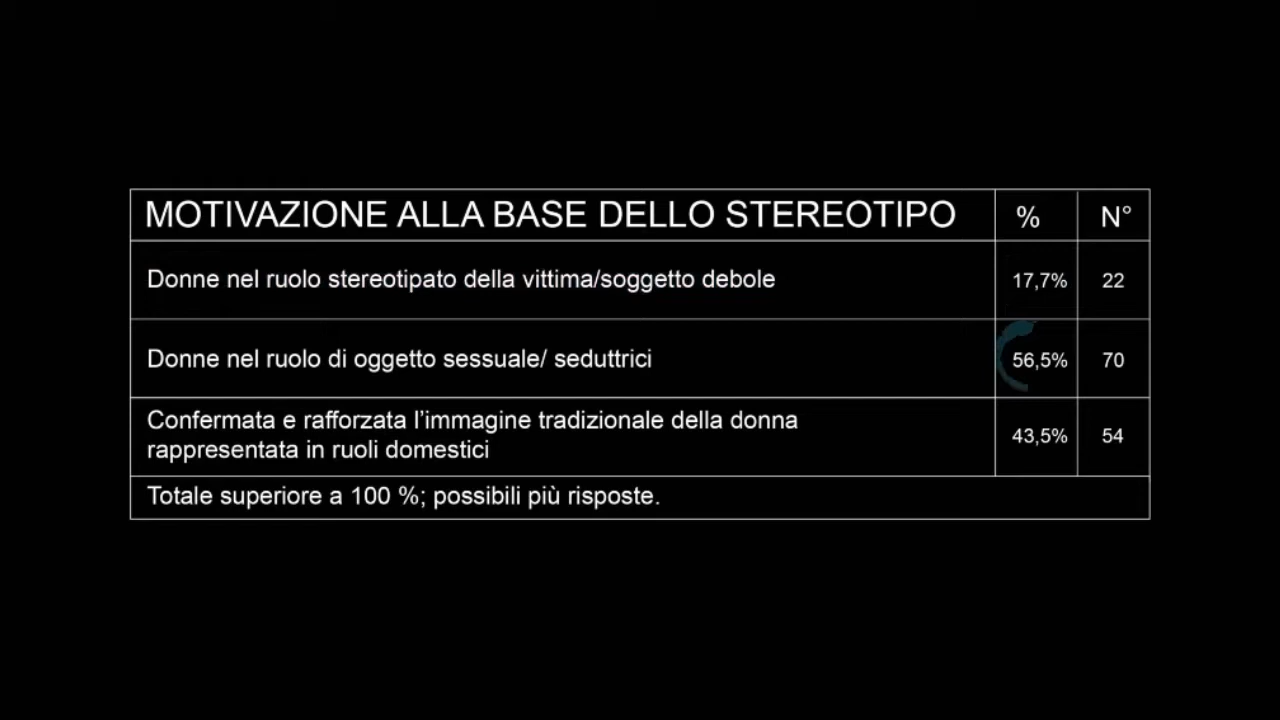 MOTIVAZIONE ALLA BASE DELLO STEREOTIPO % N°
Donne nel ruolo stereotipato della vittima/soggetto debole 17,7% 22
Donne nel ruolo di oggetto sessuale/ seduttrici 56,5% 70
Confermata e rafforzata l’immagine tradizionale della donna
rappresentata in ruoli domestici 43,5% 54
Totale superiore a 100 %; possibili più risposte.